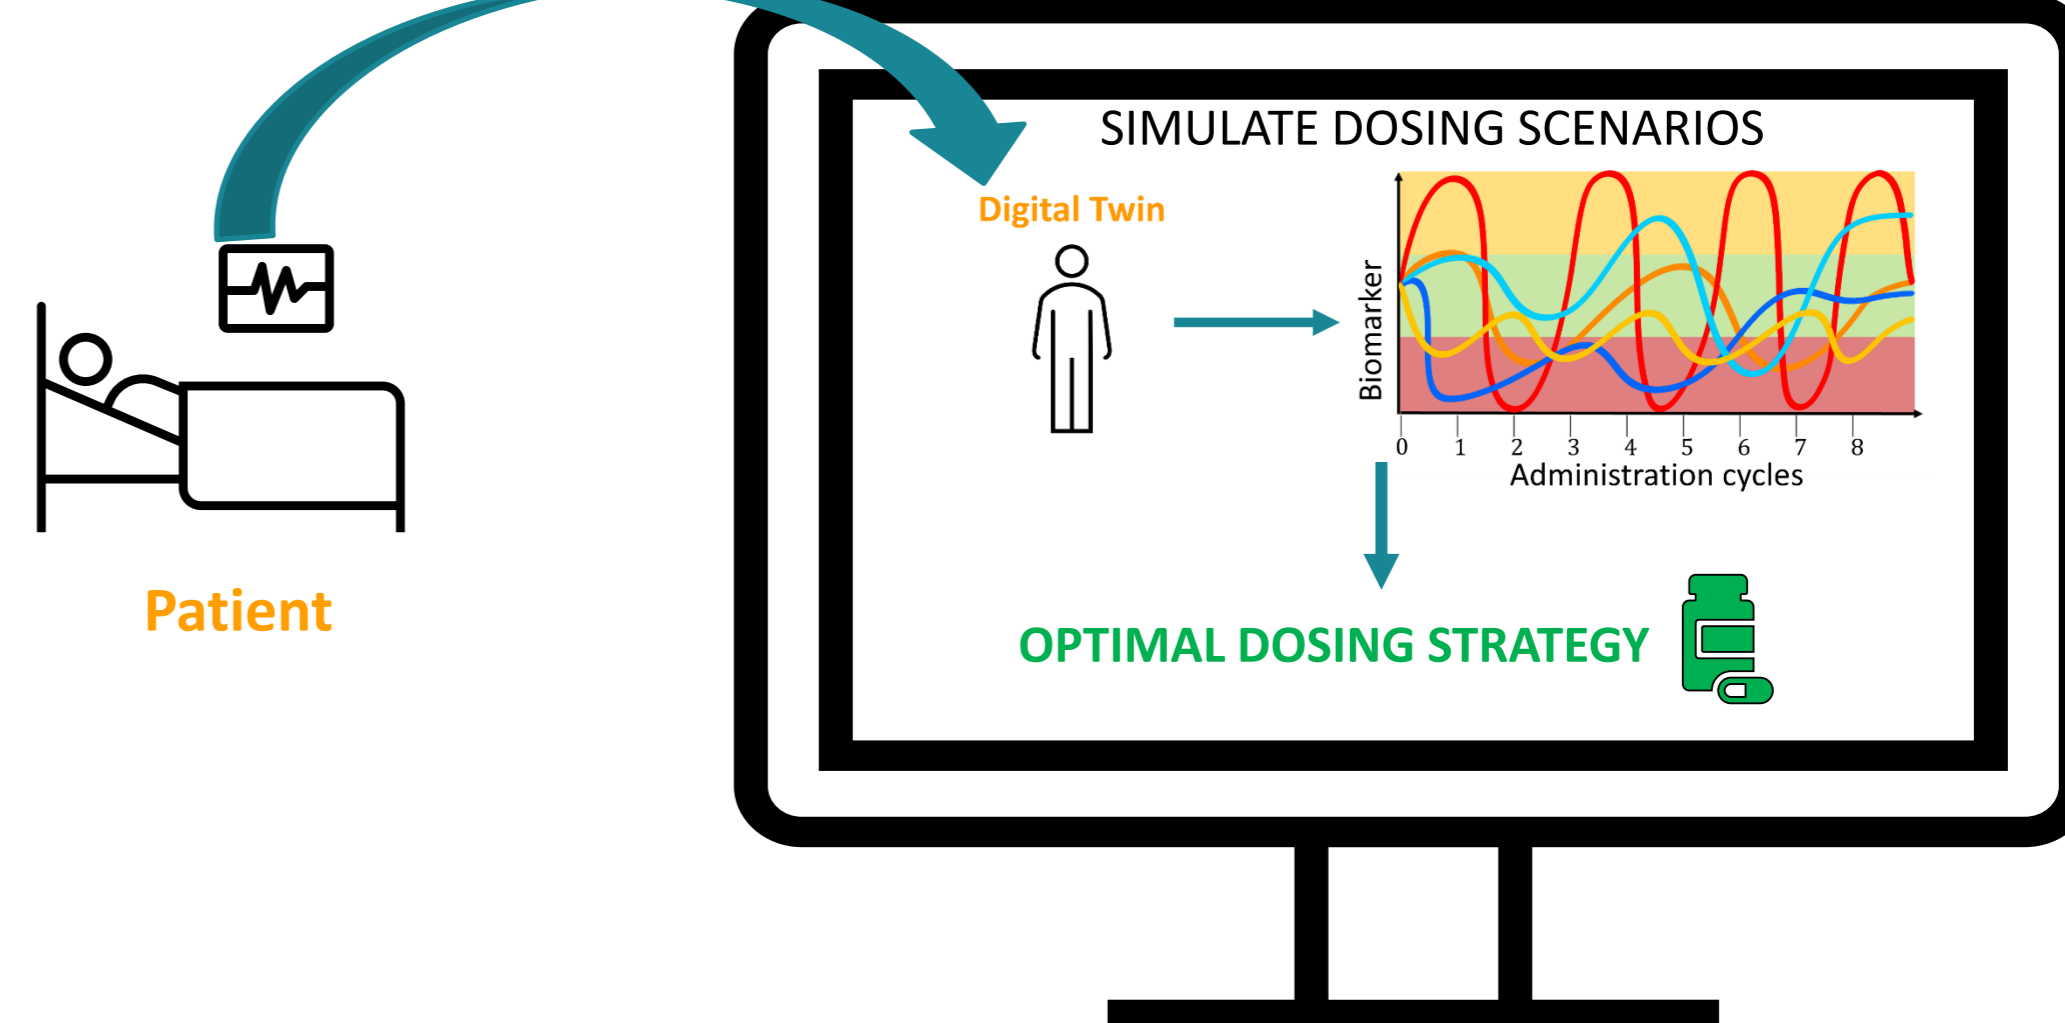 SIMULATE DOSING SCENARIOS
Digital Twin
Biomarker
0 1 2 3 4 5 6 7 8
Administration cycles
Patient
OPTIMAL DOSING STRATEGY